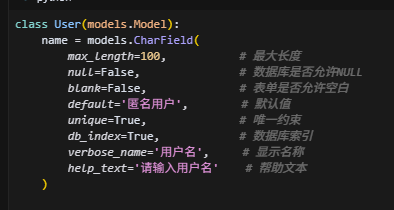 class User(models.Model):
    name = models.CharField(
        max_length=100,           # 最大长度
        null=False,               # 数据库是否允许NULL
        blank=False,              # 表单是否允许空白
        default='匿名用户',        # 默认值
        unique=True,              # 唯一约束
        db_index=True,            # 数据库索引
        verbose_name='用户名',     # 显示名称
        help_text='请输入用户名'    # 帮助文本
    )